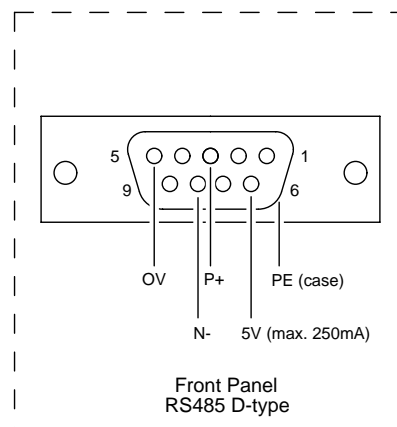 5
1
9
6
OV
P+
PE (case)
N-
5V (max. 250mA)
Front Panel
RS485 D-type